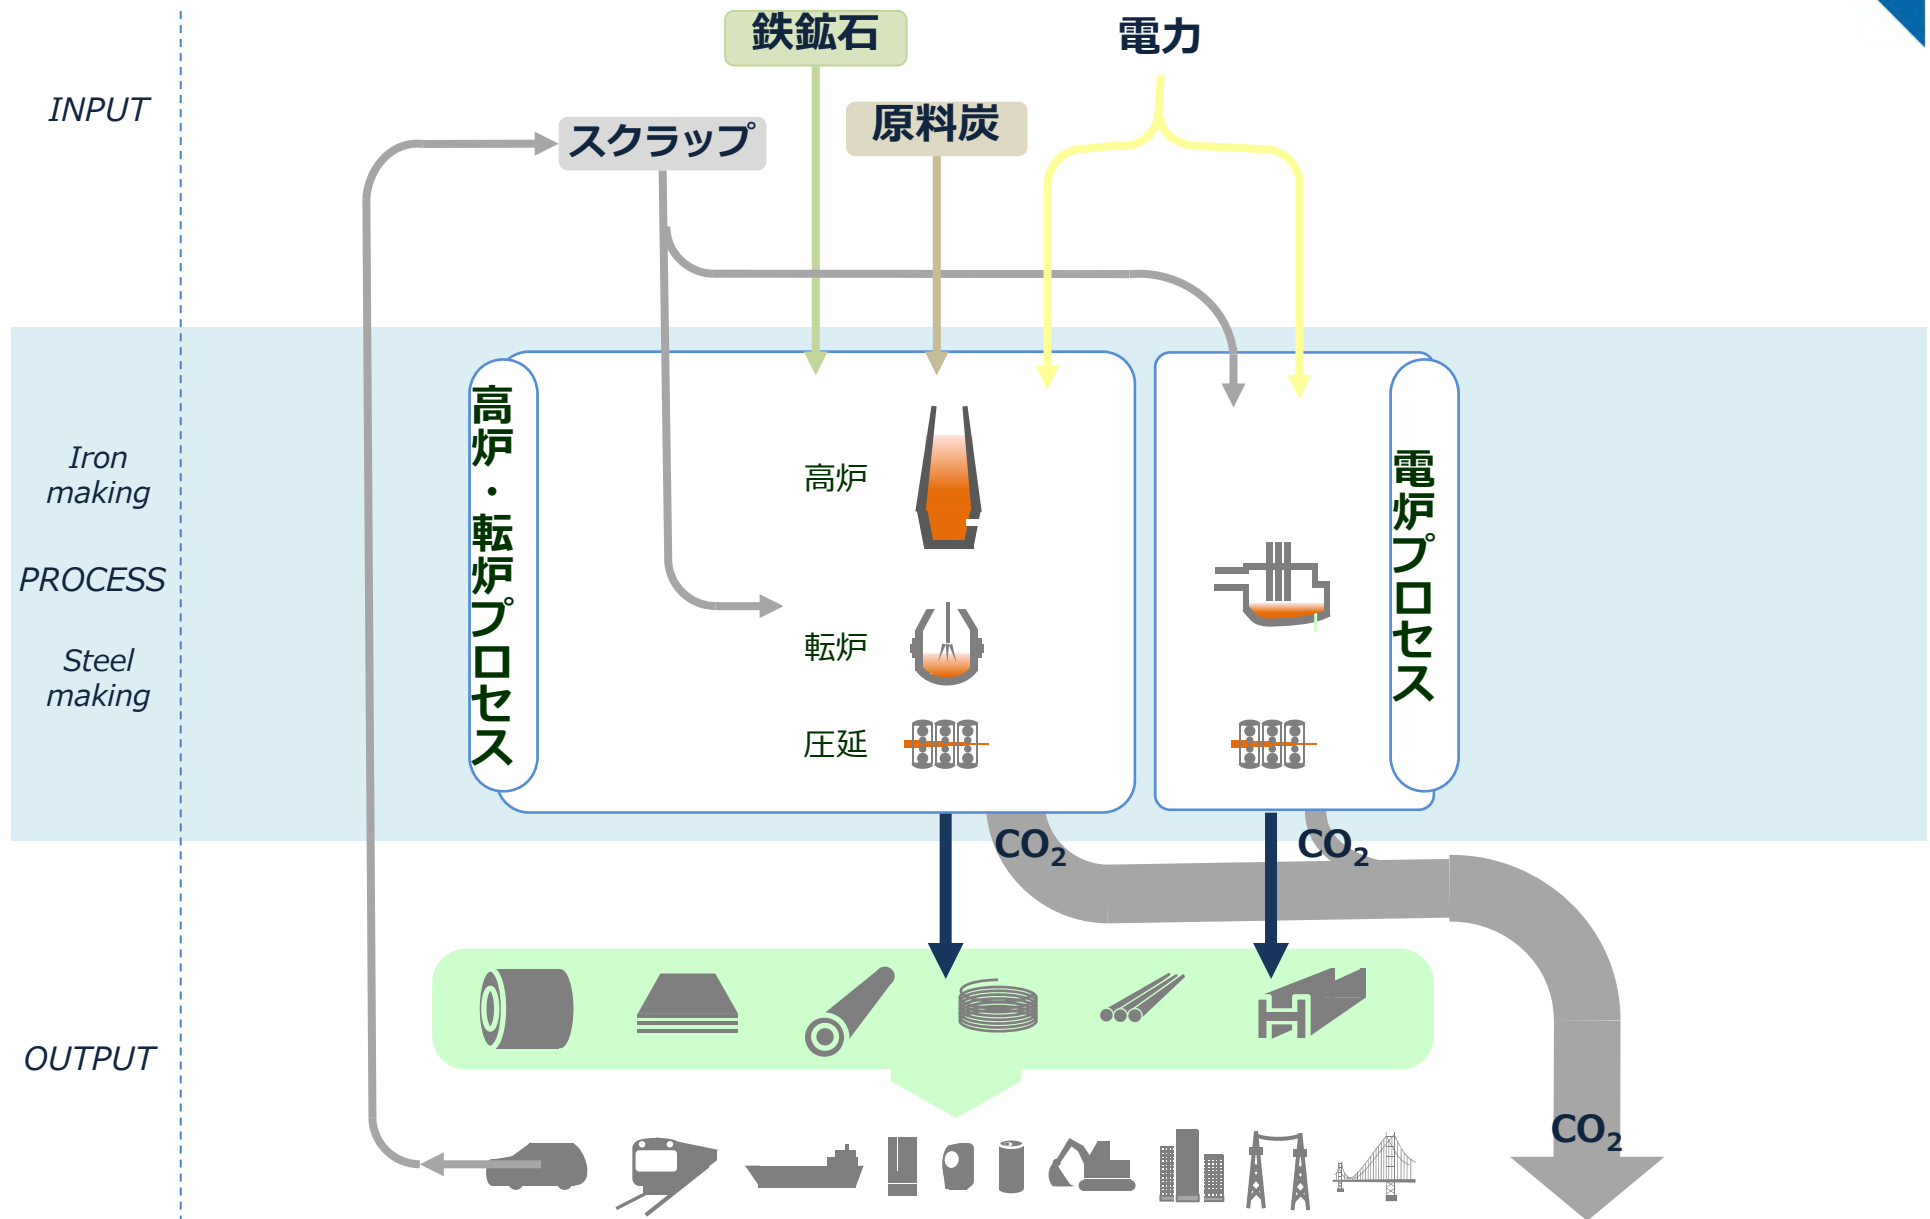 鉄鉱石
電力
INPUT
スクラップ
原料炭
高炉・転炉プロセス
電炉プロセス
Iron
making
高炉
PROCESS
転炉
Steel
making
圧延
CO2
CO2
OUTPUT
CO2